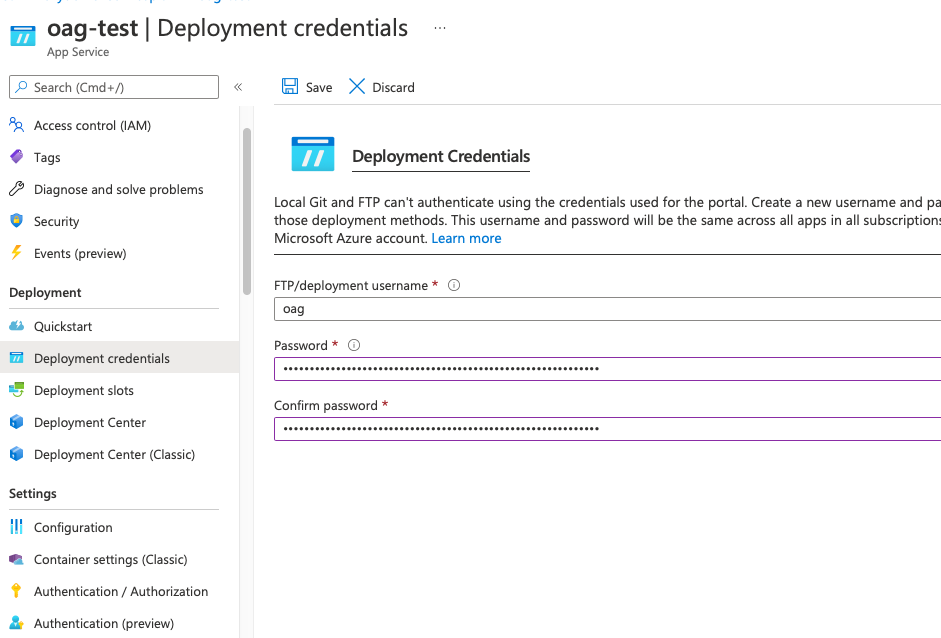 oag-test | Deployment credentials ...
App Service
Search (Cmd+/)
«
Save
Discard
Access control (IAM)
Tags
Diagnose and solve problems
Security
Events (preview)
Deployment
Quickstart
Deployment credentials
Deployment slots
Deployment Center
Deployment Center (Classic)
Settings
Configuration
Container settings (Classic)
Authentication / Authorization
Authentication (preview)
Deployment Credentials
Local Git and FTP can't authenticate using the credentials used for the portal. Create a new username and pa
those deployment methods. This username and password will be the same across all apps in all subscriptions
Microsoft Azure account. Learn more
FTP/deployment username *
oag
Password *
Confirm password *